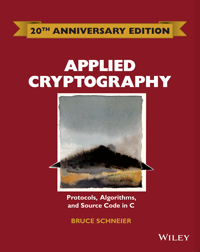 20TH ANNIVERSARY EDITION
APPLIED
CRYPTOGRAPHY
Protocols, Algorithms,
and Source Code in C
BRUCE SCHNEIER
WILEY